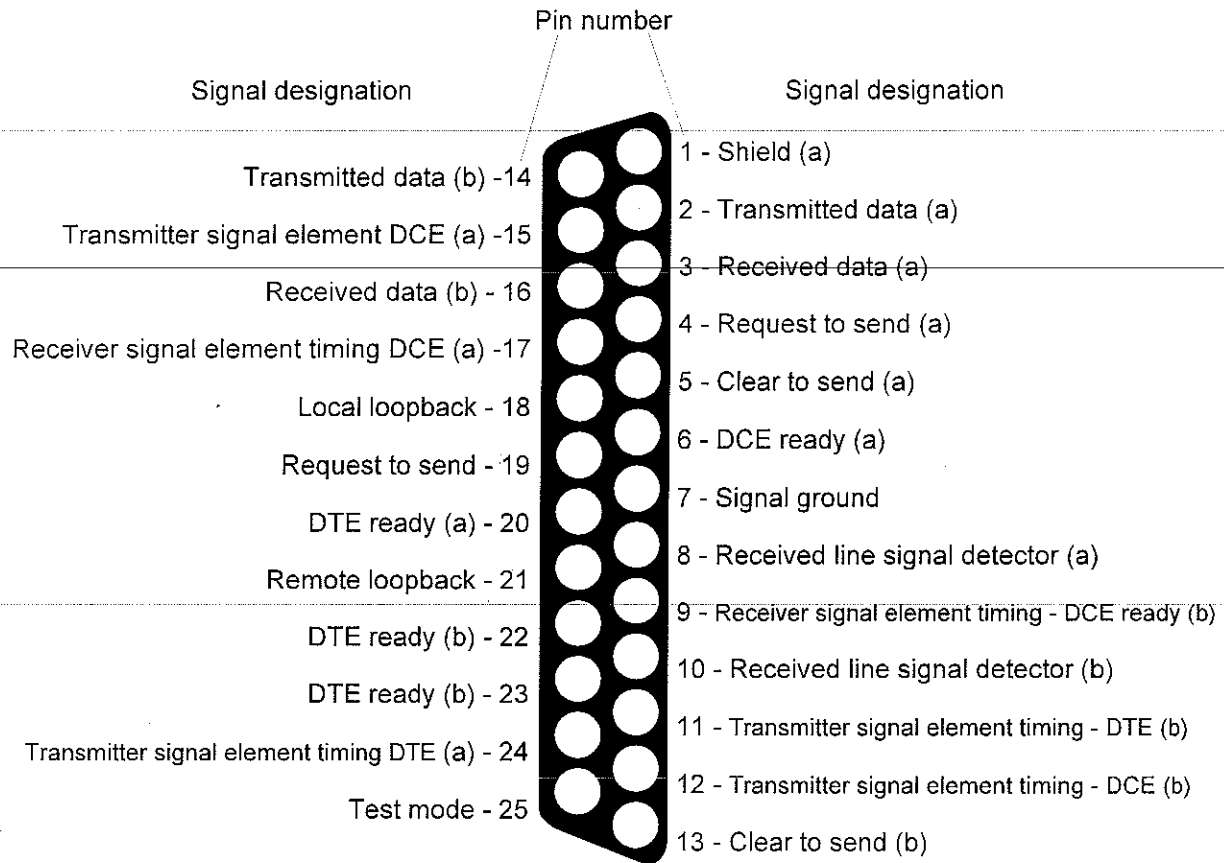 Pin number
Signal designation
Signal designation
Transmitted data (b) -14
Transmitter signal element DCE (a) -15
Received data (b) - 16
Receiver signal element timing DCE (a) -17
Local loopback - 18
Request to send - 19
DTE ready (a) - 20
Remote loopback - 21
DTE ready (b) - 22
DTE ready (b) - 23
Transmitter signal element timing DTE (a) - 24
Test mode - 25
1 - Shield (a)
2 - Transmitted data (a)
3 - Received data (a)
4 - Request to send (a)
5 - Clear to send (a)
6 - DCE ready (a)
7 - Signal ground
8 - Received line signal detector (a)
9 - Receiver signal element timing - DCE ready (b)
10 - Received line signal detector (b)
11 - Transmitter signal element timing - DTE (b)
12 - Transmitter signal element timing - DCE (b)
13 - Clear to send (b)